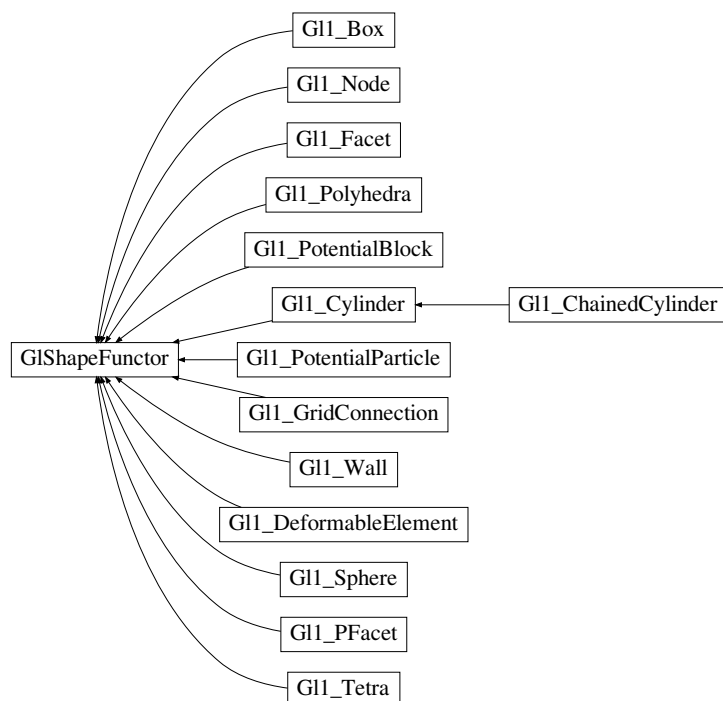 Gl1_Box
Gl1_Node
Gl1_Facet
Gl1_Polyhedra
Gl1_PotentialBlock
Gl1_Cylinder
Gl1_ChainedCylinder
GlShapeFunctor
Gl1_PotentialParticle
Gl1_GridConnection
Gl1_Wall
Gl1_DeformableElement
Gl1_Sphere
Gl1_PFacet
Gl1_Tetra